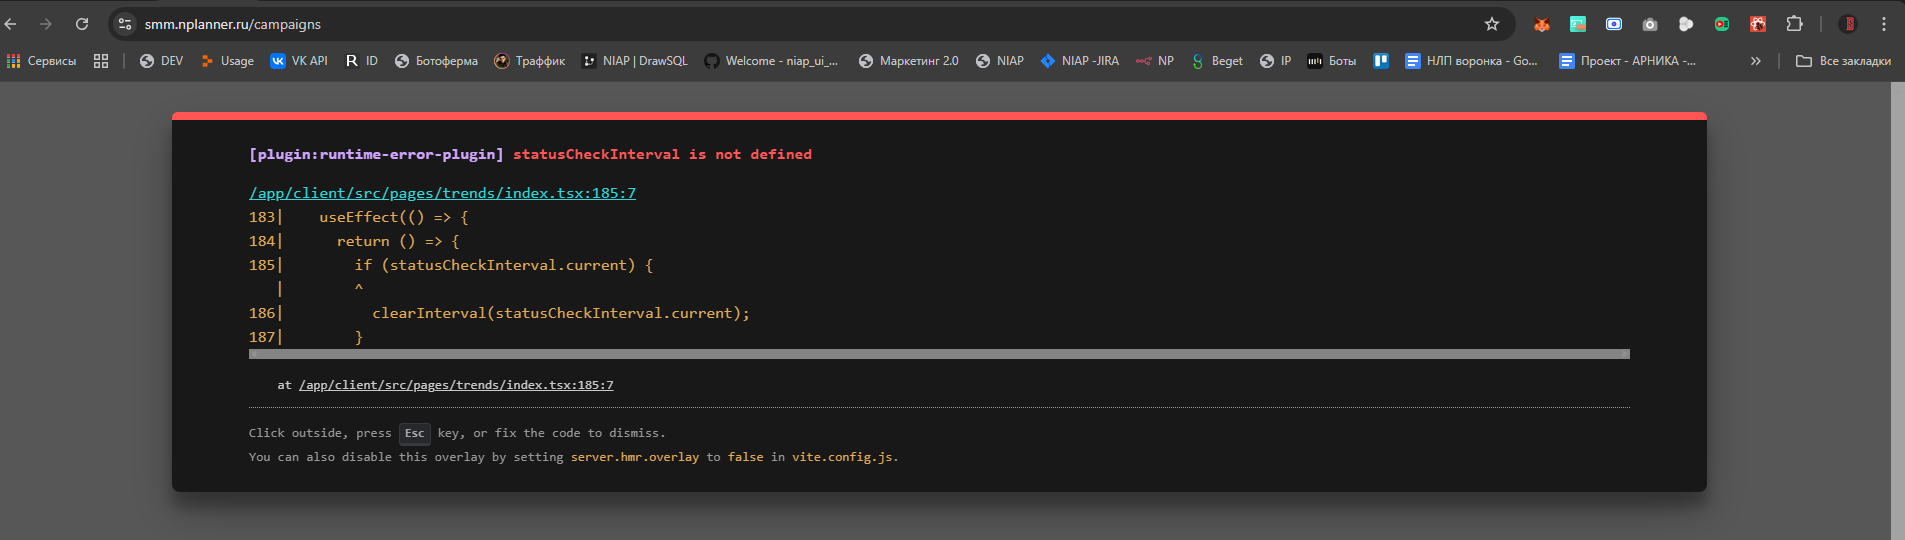 smm.nplanner.ru/campaigns
Сервисы DEV Usage VK API ID Ботоферма Траффик NIAP | DrawSQL Welcome - niap_ui_... Маркетинг 2.0 NIAP NIAP -JIRA NP Beget IP Боты НЛП воронка - Go... Проект - АРНИКА -... » Все закладки
[plugin:runtime-error-plugin] statusCheckInterval is not defined
/app/client/src/pages/trends/index.tsx:185:7
183|    useEffect(() => {
184|      return () => {
185|        if (statusCheckInterval.current) {
   |        ^
186|          clearInterval(statusCheckInterval.current);
187|        }
at /app/client/src/pages/trends/index.tsx:185:7
Click outside, press Esc key, or fix the code to dismiss.
You can also disable this overlay by setting server.hmr.overlay to false in vite.config.js.